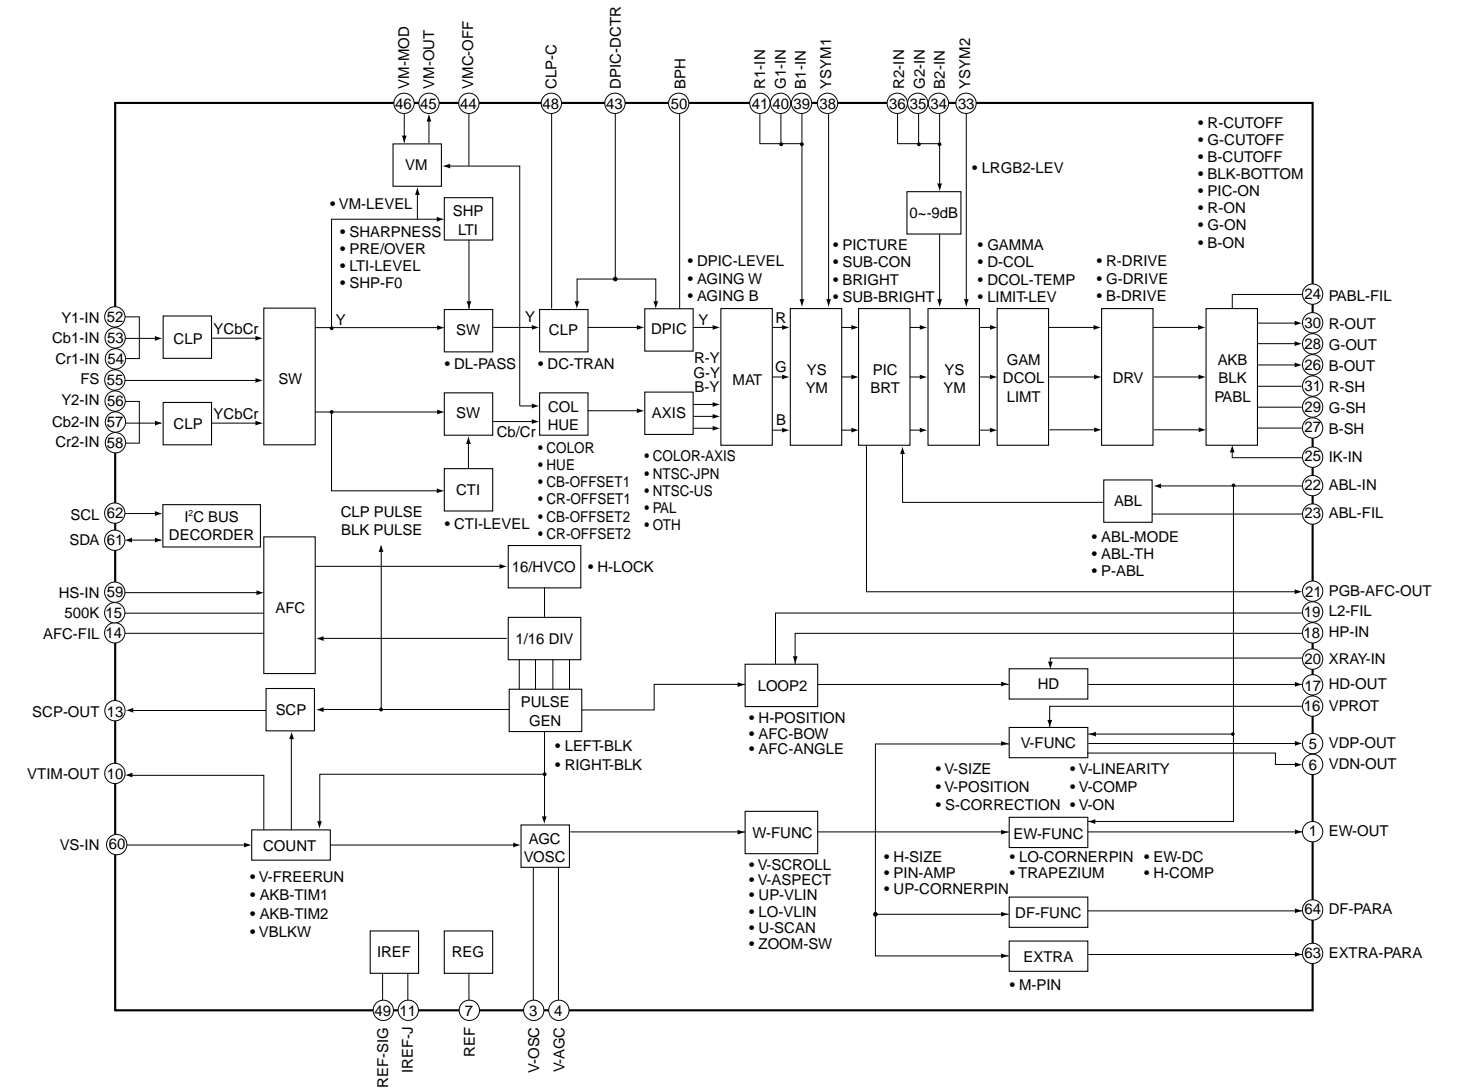 VM-MOD
VM-OUT
VMC-OFF
CLP-C
DPIC-DCTR
BPH
R1-IN
G1-IN
B1-IN
YSYM1
R2-IN
G2-IN
B2-IN
YSYM2
46
45
44
48
43
50
41
40
39
38
36
35
34
33
• R-CUTOFF
• G-CUTOFF
• B-CUTOFF
• BLK-BOTTOM
• PIC-ON
• R-ON
• G-ON
• B-ON
VM
• LRGB2-LEV
• VM-LEVEL
SHP
LTI
0~-9dB
• SHARPNESS
• PRE/OVER
• LTI-LEVEL
• SHP-F0
• DPIC-LEVEL
• AGING W
• AGING B
• PICTURE
• SUB-CON
• BRIGHT
• SUB-BRIGHT
• GAMMA
• D-COL
• DCOL-TEMP
• LIMIT-LEV
• R-DRIVE
• G-DRIVE
• B-DRIVE
Y1-IN 52
Cb1-IN 53
Cr1-IN 54
FS 55
Y2-IN 56
Cb2-IN 57
Cr2-IN 58
CLP
YCbCr
CLP
YCbCr
SW
Y
SW
• DL-PASS
Y
CLP
• DC-TRAN
DPIC
Y
R-Y
G-Y
B-Y
MAT
R
G
B
YS
YM
PIC
BRT
YS
YM
GAM
DCOL
LIMT
DRV
AKB
BLK
PABL
24 PABL-FIL
30 R-OUT
28 G-OUT
26 B-OUT
31 R-SH
29 G-SH
27 B-SH
25 IK-IN
22 ABL-IN
23 ABL-FIL
SW
Cb/Cr
COL
HUE
AXIS
• COLOR
• HUE
• CB-OFFSET1
• CR-OFFSET1
• CB-OFFSET2
• CR-OFFSET2
• COLOR-AXIS
• NTSC-JPN
• NTSC-US
• PAL
• OTH
CTI
• CTI-LEVEL
ABL
• ABL-MODE
• ABL-TH
• P-ABL
SCL 62
SDA 61
I²C BUS
DECORDER
CLP PULSE
BLK PULSE
HS-IN 59
500K 15
AFC-FIL 14
AFC
16/HVCO
• H-LOCK
1/16 DIV
21 PGB-AFC-OUT
19 L2-FIL
18 HP-IN
20 XRAY-IN
17 HD-OUT
16 VPROT
5 VDP-OUT
6 VDN-OUT
SCP-OUT 13
SCP
PULSE
GEN
• LEFT-BLK
• RIGHT-BLK
LOOP2
• H-POSITION
• AFC-BOW
• AFC-ANGLE
HD
V-FUNC
• V-SIZE
• V-POSITION
• S-CORRECTION
• V-LINEARITY
• V-COMP
• V-ON
VTIM-OUT 10
VS-IN 60
COUNT
• V-FREERUN
• AKB-TIM1
• AKB-TIM2
• VBLKW
AGC
VOSC
W-FUNC
• V-SCROLL
• V-ASPECT
• UP-VLIN
• LO-VLIN
• U-SCAN
• ZOOM-SW
EW-FUNC
1 EW-OUT
• H-SIZE
• PIN-AMP
• UP-CORNERPIN
• LO-CORNERPIN
• TRAPEZIUM
• EW-DC
• H-COMP
DF-FUNC
64 DF-PARA
EXTRA
63 EXTRA-PARA
• M-PIN
IREF
REG
49
11
7
3
4
REF-SIG
IREF-J
REF
V-OSC
V-AGC